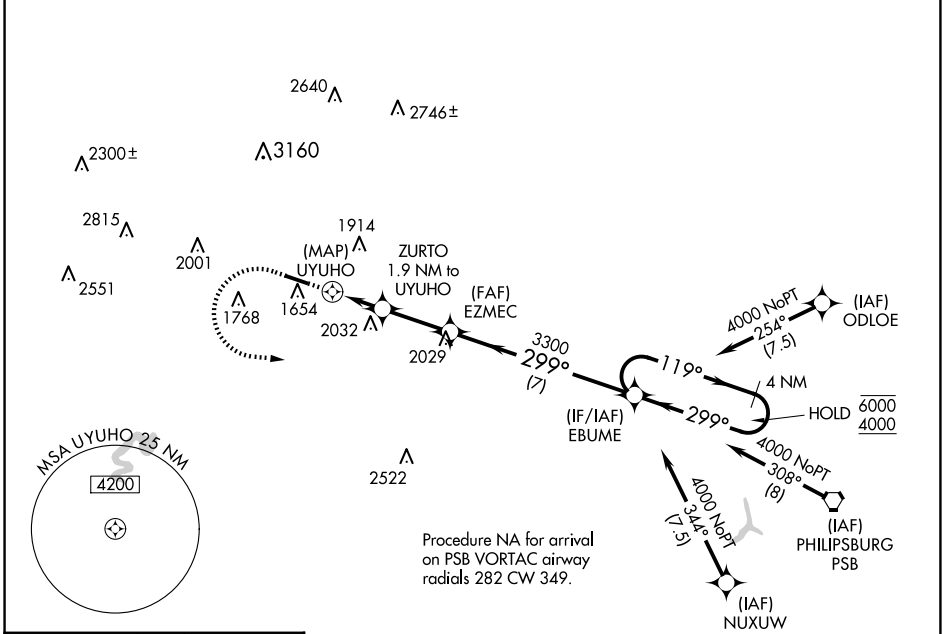 2640
2746±
3160
2300±
2815
2001
2551
1914
(MAP)
UYUHO
ZURTO
1.9 NM to
UYUHO
(FAF)
EZMEC
1768
1654
2032
2029
3300
299°
(7)
4000 NoPT
254°
(7.5)
(IAF)
ODLOE
119°
4 NM
299°
HOLD
6000
4000
(IF/IAF)
EBUME
4000 NoPT
308°
(8)
(IAF)
PHILIPSBURG
PSB
4000 NoPT
344°
(7.5)
(IAF)
NUXUW
2522
MSA UYUHO 25 NM
4200
Procedure NA for arrival
on PSB VORTAC airway
radials 282 CW 349.